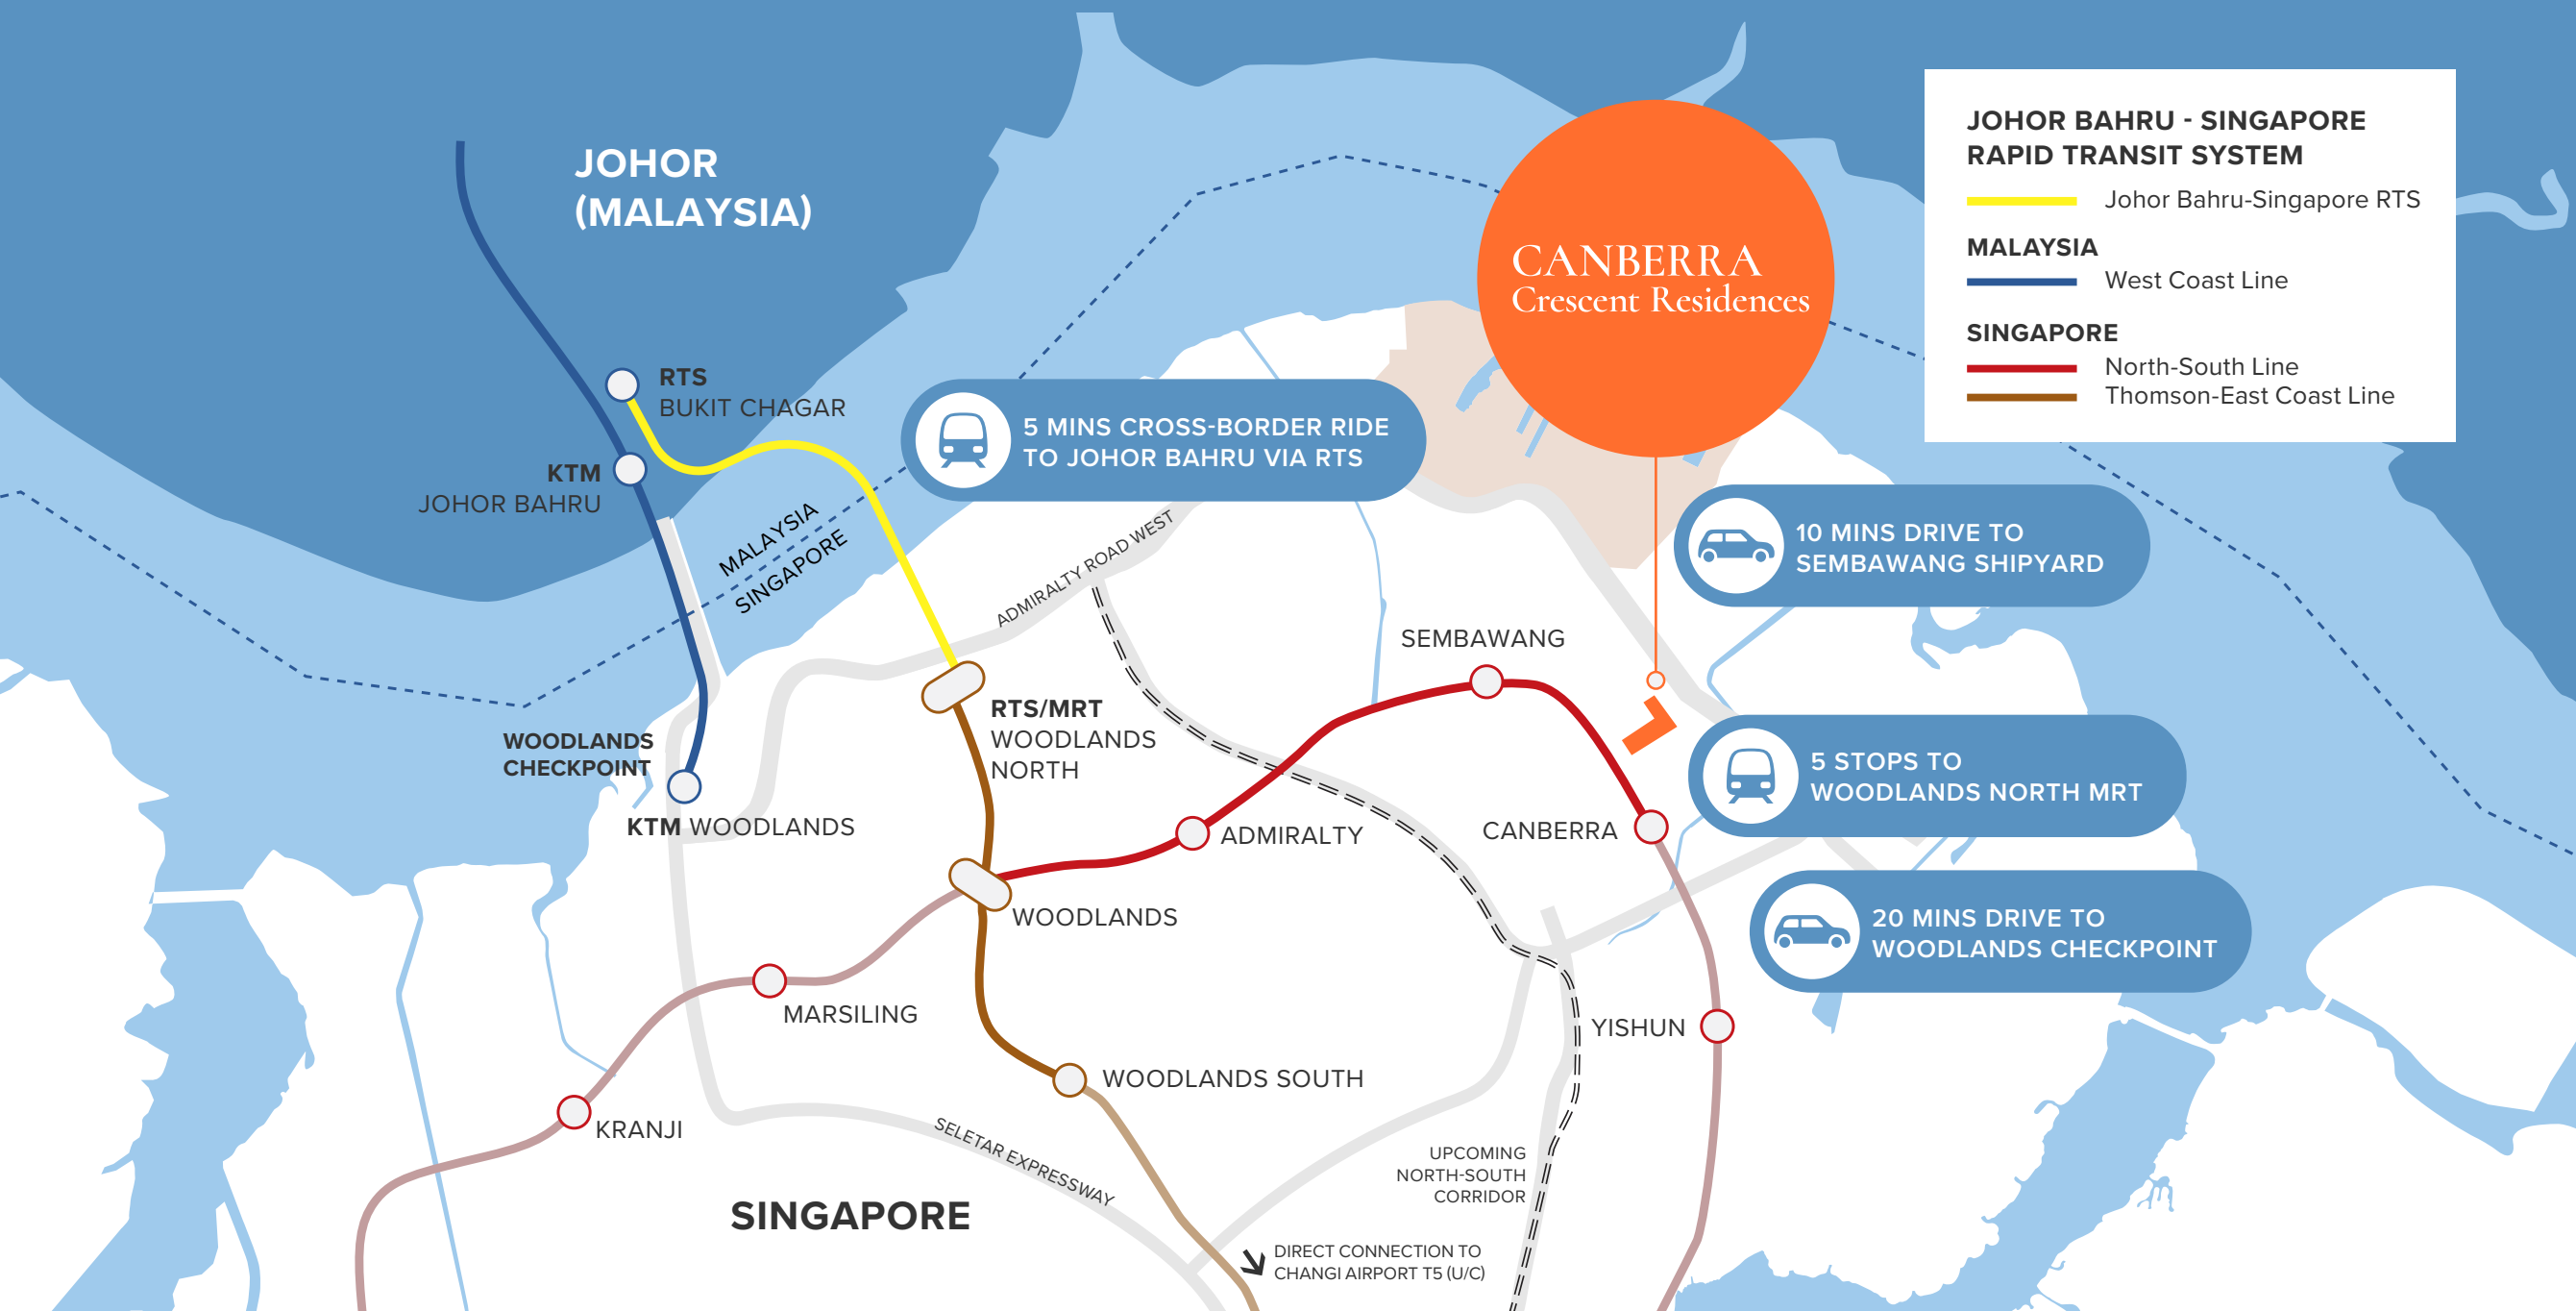 JOHOR
(MALAYSIA)
CANBERRA
Crescent Residences
JOHOR BAHRU - SINGAPORE
RAPID TRANSIT SYSTEM
Johor Bahru-Singapore RTS
MALAYSIA
West Coast Line
SINGAPORE
North-South Line
Thomson-East Coast Line
RTS
BUKIT CHAGAR
KTM
JOHOR BAHRU
5 MINS CROSS-BORDER RIDE
TO JOHOR BAHRU VIA RTS
MALAYSIA
SINGAPORE
ADMIRALTY ROAD WEST
10 MINS DRIVE TO
SEMBAWANG SHIPYARD
SEMBAWANG
RTS/MRT
WOODLANDS
NORTH
WOODLANDS
CHECKPOINT
KTM WOODLANDS
ADMIRALTY
CANBERRA
5 STOPS TO
WOODLANDS NORTH MRT
WOODLANDS
20 MINS DRIVE TO
WOODLANDS CHECKPOINT
MARSILING
YISHUN
WOODLANDS SOUTH
KRANJI
SELETAR EXPRESSWAY
UPCOMING
NORTH-SOUTH
CORRIDOR
SINGAPORE
DIRECT CONNECTION TO
CHANGI AIRPORT T5 (U/C)